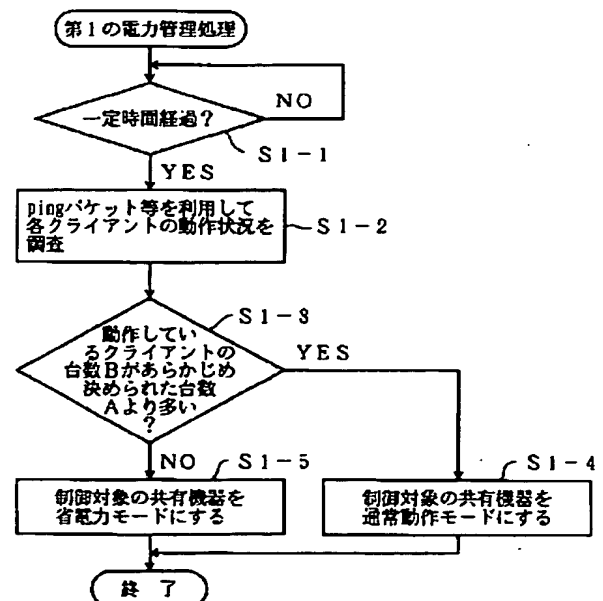 第1の電力管理処理
NO
一定時間経過?
S1-1
YES
pingパケット等を利用して
各クライアントの動作状況を
調査
S1-2
S1-3
動作してい
るクライアントの
台数Bがあらかじめ
決められた台数
Aより多い
?
YES
NO
S1-5
S1-4
制御対象の共有機器を
省電力モードにする
制御対象の共有機器を
通常動作モードにする
終 了